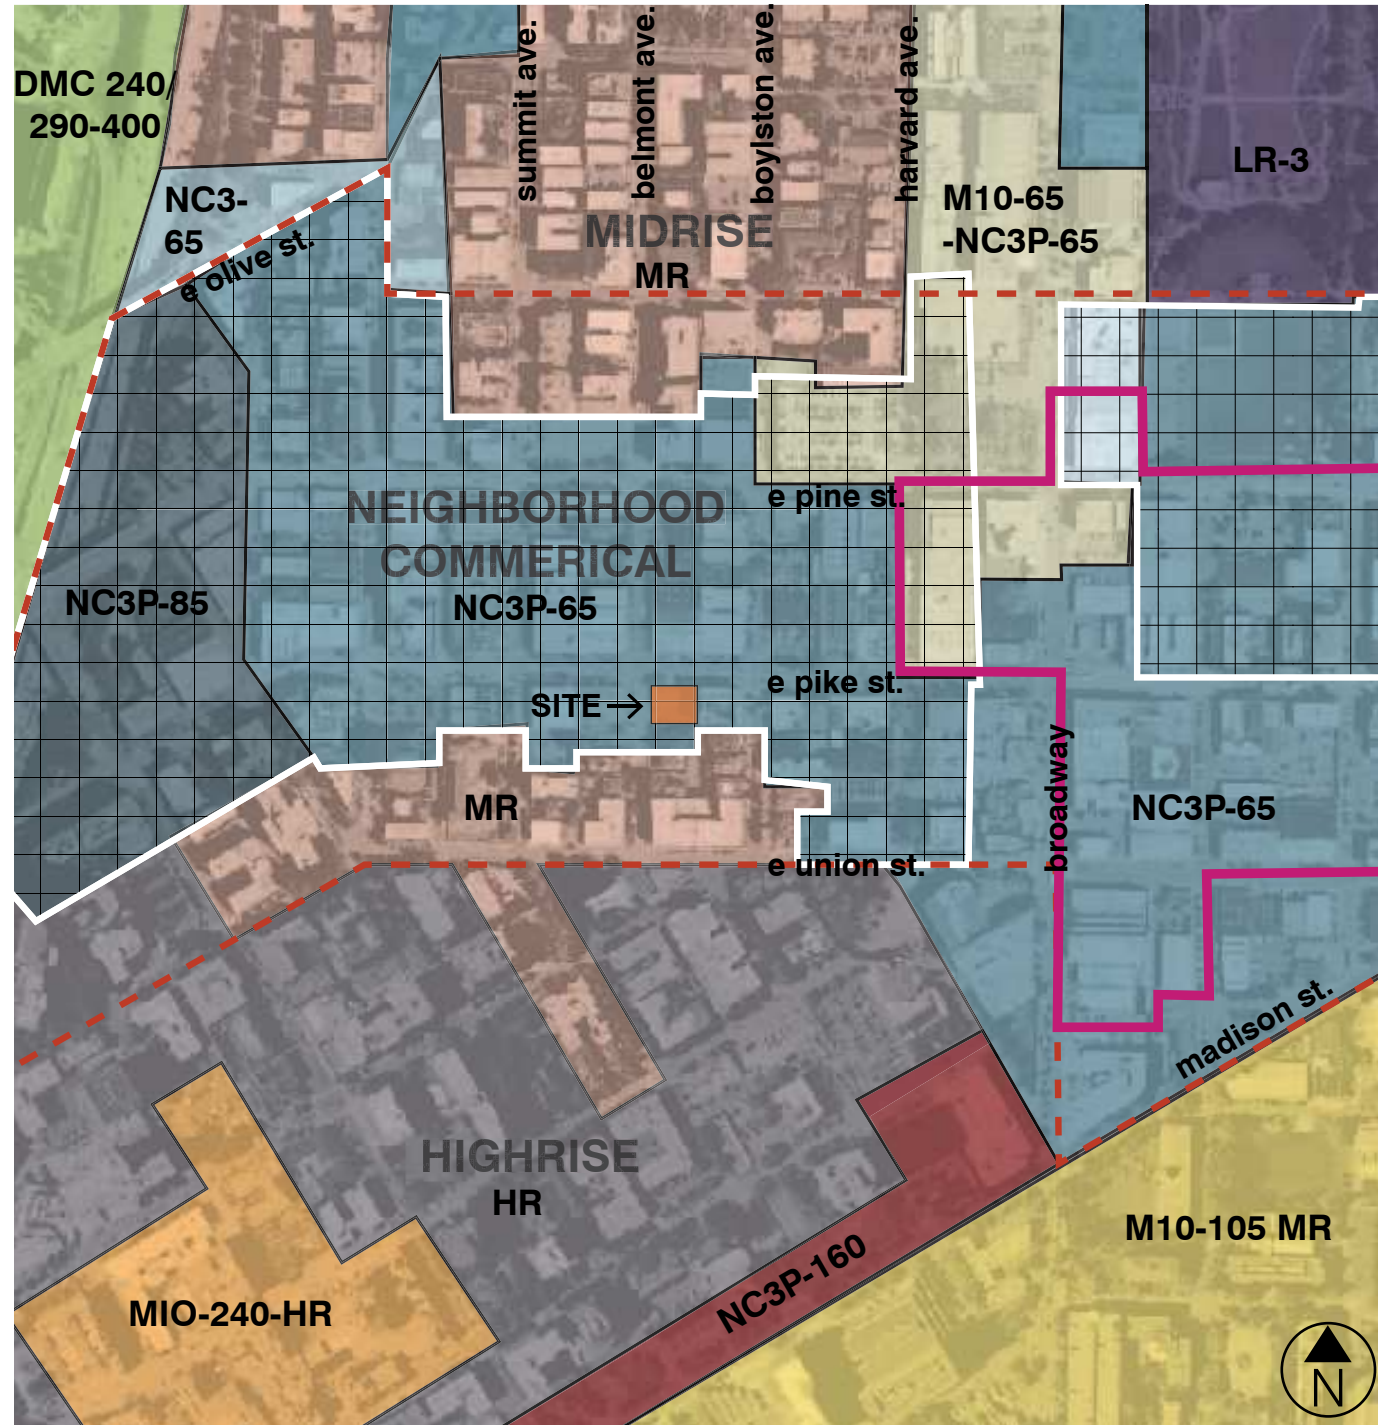 summit ave.
belmont ave.
boylston ave.
harvard ave.
DMC 240/
290-400
LR-3
NC3-
65
M10-65
-NC3P-65
e olive st.
MIDRISE
MR
NEIGHBORHOOD
COMMERICAL
NC3P-65
e pine st.
NC3P-85
e pike st.
SITE
broadway
MR
NC3P-65
e union st.
madison st.
HIGHRISE
HR
M10-105 MR
NC3P-160
MIO-240-HR
N